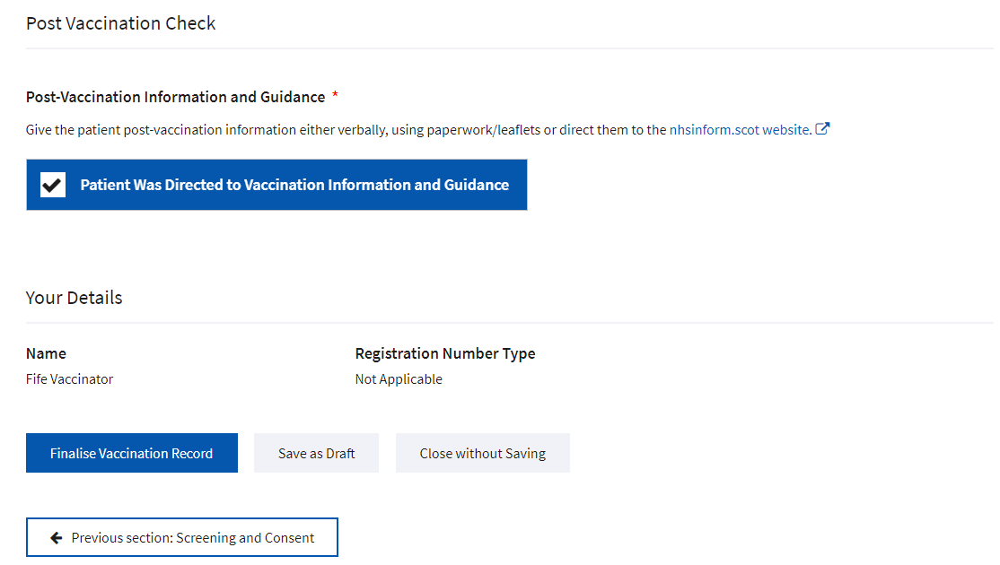 Post Vaccination Check
Post-Vaccination Information and Guidance *
Give the patient post-vaccination information either verbally, using paperwork/leaflets or direct them to the nhsinform.scot website.
Patient Was Directed to Vaccination Information and Guidance
Your Details
Name Registration Number Type
Fife Vaccinator Not Applicable
Finalise Vaccination Record Save as Draft Close without Saving
Previous section: Screening and Consent